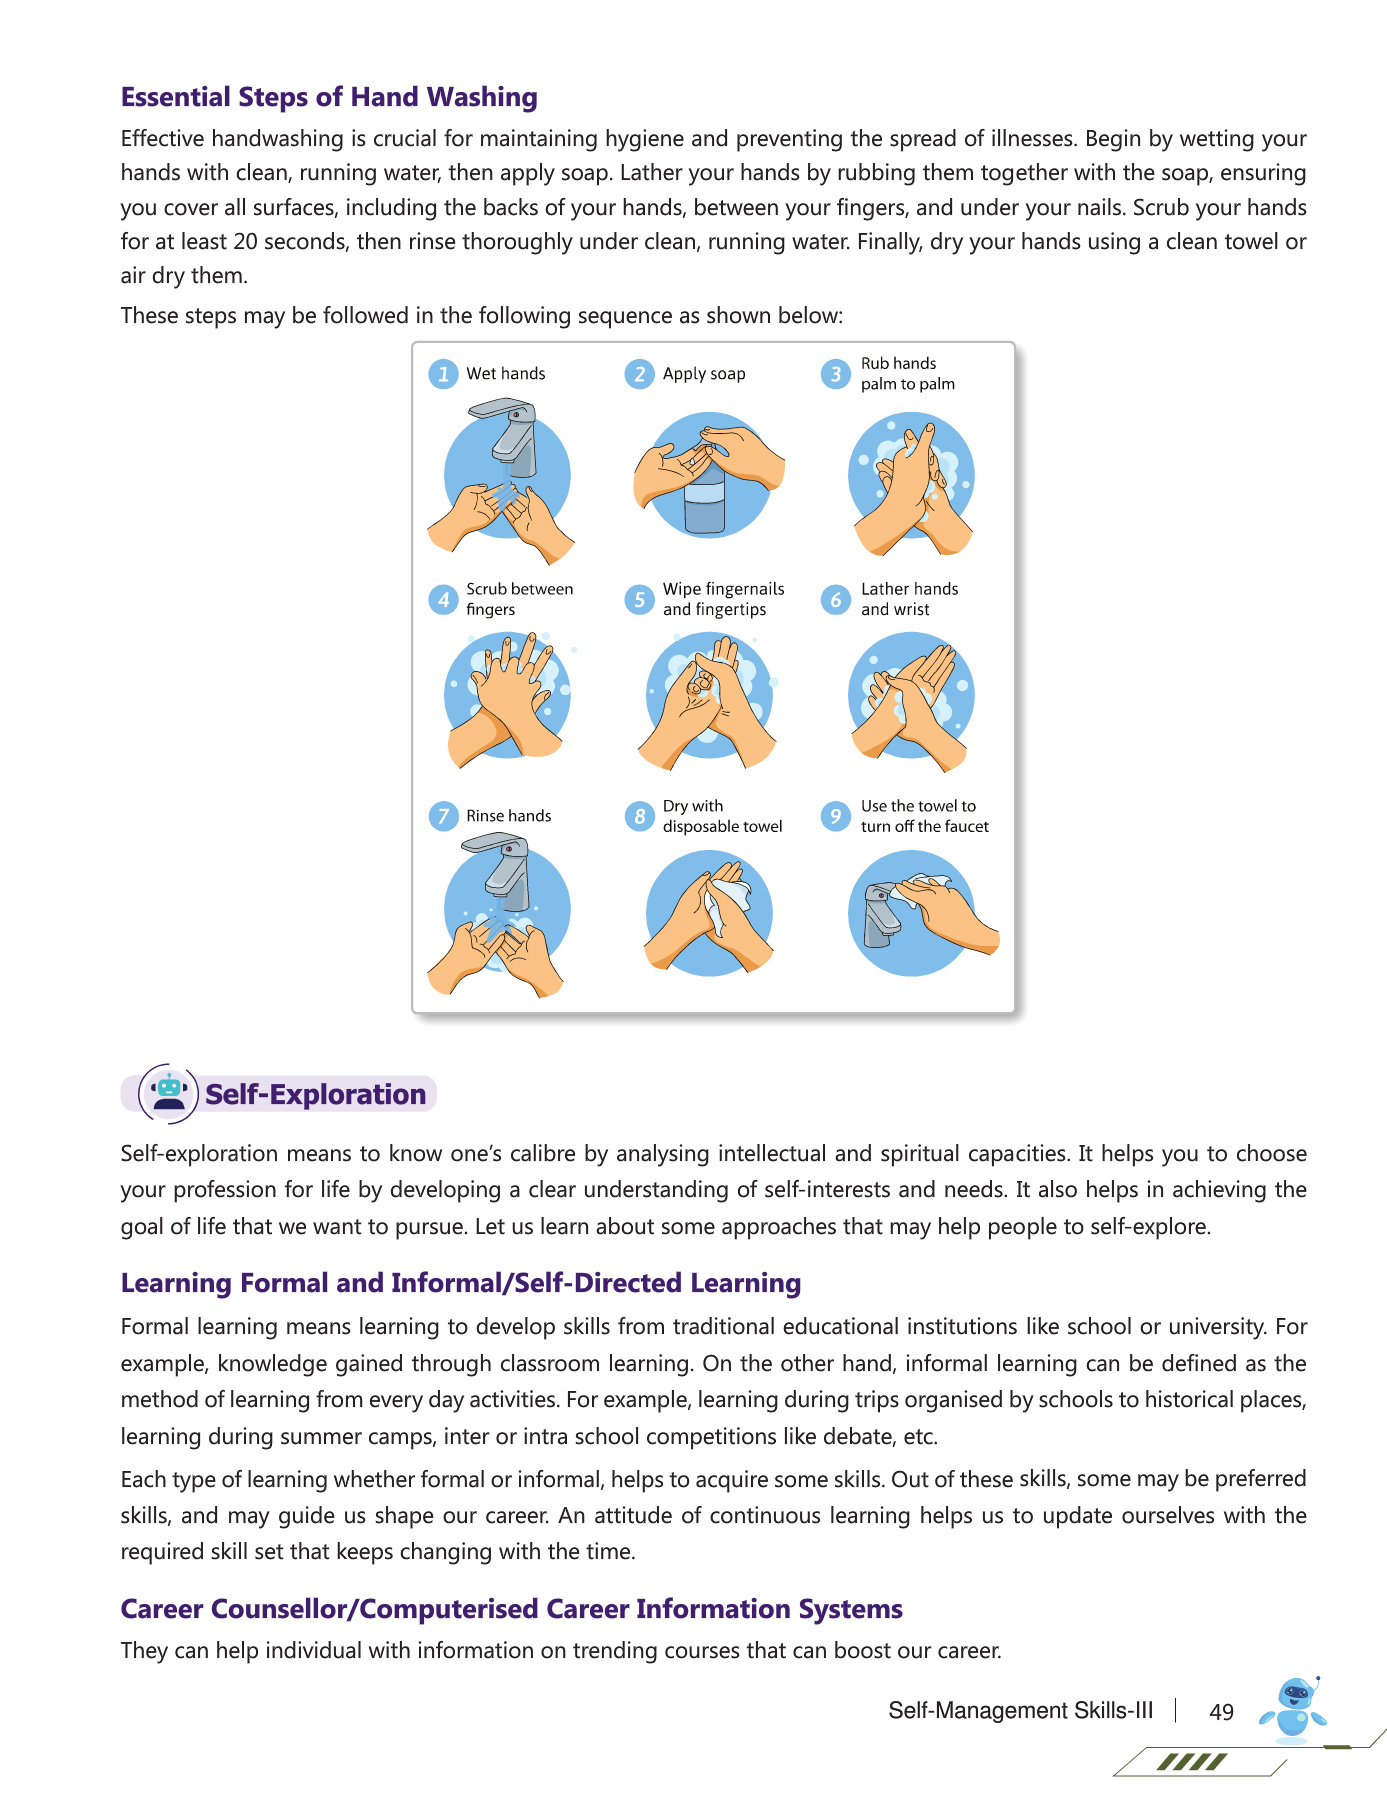 Essential Steps of Hand Washing
Effective handwashing is crucial for maintaining hygiene and preventing the spread of illnesses. Begin by wetting your
hands with clean, running water, then apply soap. Lather your hands by rubbing them together with the soap, ensuring
you cover all surfaces, including the backs of your hands, between your fingers, and under your nails. Scrub your hands
for at least 20 seconds, then rinse thoroughly under clean, running water. Finally, dry your hands using a clean towel or
air dry them.
These steps may be followed in the following sequence as shown below:
1 Wet hands
2 Apply soap
3 Rub hands
palm to palm
4 Scrub between
fingers
5 Wipe fingernails
and fingertips
6 Lather hands
and wrist
7 Rinse hands
8 Dry with
disposable towel
9 Use the towel to
turn off the faucet
Self-Exploration
Self-exploration means to know one’s calibre by analysing intellectual and spiritual capacities. It helps you to choose
your profession for life by developing a clear understanding of self-interests and needs. It also helps in achieving the
goal of life that we want to pursue. Let us learn about some approaches that may help people to self-explore.
Learning Formal and Informal/Self-Directed Learning
Formal learning means learning to develop skills from traditional educational institutions like school or university. For
example, knowledge gained through classroom learning. On the other hand, informal learning can be defined as the
method of learning from every day activities. For example, learning during trips organised by schools to historical places,
learning during summer camps, inter or intra school competitions like debate, etc.
Each type of learning whether formal or informal, helps to acquire some skills. Out of these skills, some may be preferred
skills, and may guide us shape our career. An attitude of continuous learning helps us to update ourselves with the
required skill set that keeps changing with the time.
Career Counsellor/Computerised Career Information Systems
They can help individual with information on trending courses that can boost our career.
Self-Management Skills-III 49